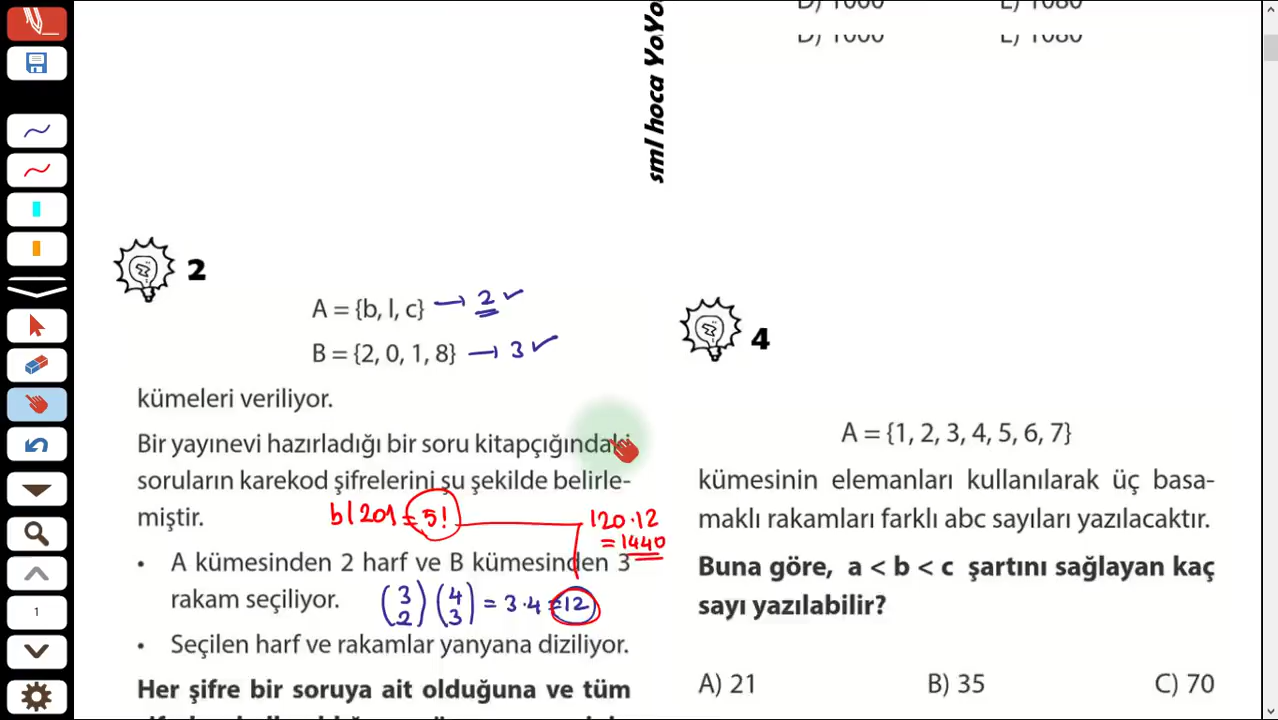 D) 1000 E) 1080
D) 1000 E) 1080
sml hoca YoYo
2
A = {b, l, c} → 2 ✓
B = {2, 0, 1, 8} → 3 ✓
kümeleri veriliyor.
Bir yayınevi hazırladığı bir soru kitapçığındaki
soruların karekod şifrelerini şu şekilde belirle-
miştir.
bl201 = 5!
120.12
= 1440
• A kümesinden 2 harf ve B kümesinden 3
rakam seçiliyor.
(3 2) (4 3) = 3.4 = 12
• Seçilen harf ve rakamlar yanyana diziliyor.
Her şifre bir soruya ait olduğuna ve tüm
4
A = {1, 2, 3, 4, 5, 6, 7}
kümesinin elemanları kullanılarak üç basa-
maklı rakamları farklı abc sayıları yazılacaktır.
Buna göre, a < b < c şartını sağlayan kaç
sayı yazılabilir?
A) 21 B) 35 C) 70
1